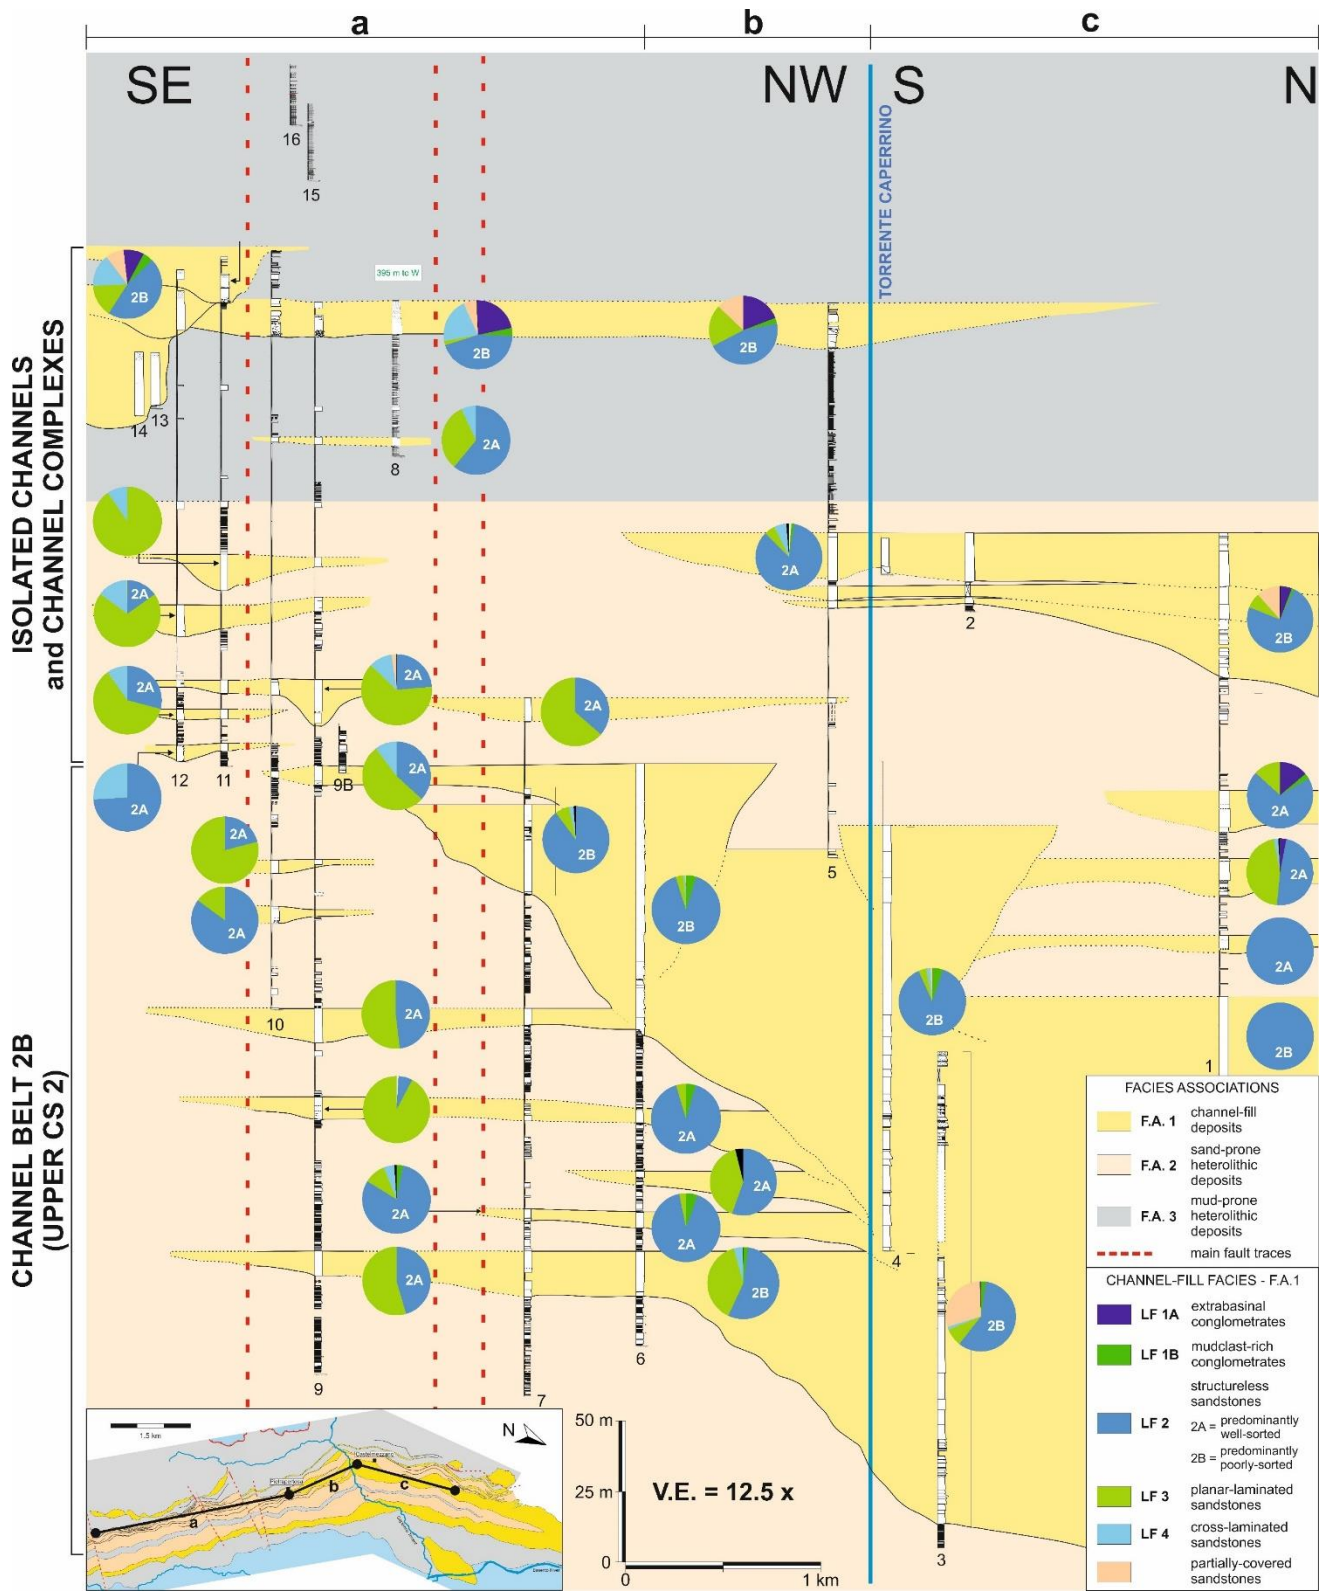 a
b
c
SE
NW
S
N
TORRENTE CAPERRINO
16
15
395 m to W
2B
2B
2B
14
13
8
2A
ISOLATED CHANNELS
and CHANNEL COMPLEXES
2A
2A
2
2B
2A
2A
2A
12
11
9B
2A
2A
2B
5
2A
2A
2A
2B
2A
2A
10
2A
2B
2B
1
CHANNEL BELT 2B
(UPPER CS 2)
2A
2A
2A
2A
4
2A
2B
2B
6
9
7
3
FACIES ASSOCIATIONS
F.A. 1 channel-fill
deposits
F.A. 2 sand-prone
heterolithic
deposits
F.A. 3 mud-prone
heterolithic
deposits
main fault traces
CHANNEL-FILL FACIES - F.A.1
LF 1A extrabasinal
conglometrates
LF 1B mudclast-rich
conglometrates
LF 2 structureless
sandstones
2A = predominantly
well-sorted
2B = predominantly
poorly-sorted
LF 3 planar-laminated
sandstones
LF 4 cross-laminated
sandstones
partially-covered
sandstones
1.5 km
N
Pietrapertosa
Castelmezzano
a
b
c
50 m
25 m
0
V.E. = 12.5 x
0
1 km